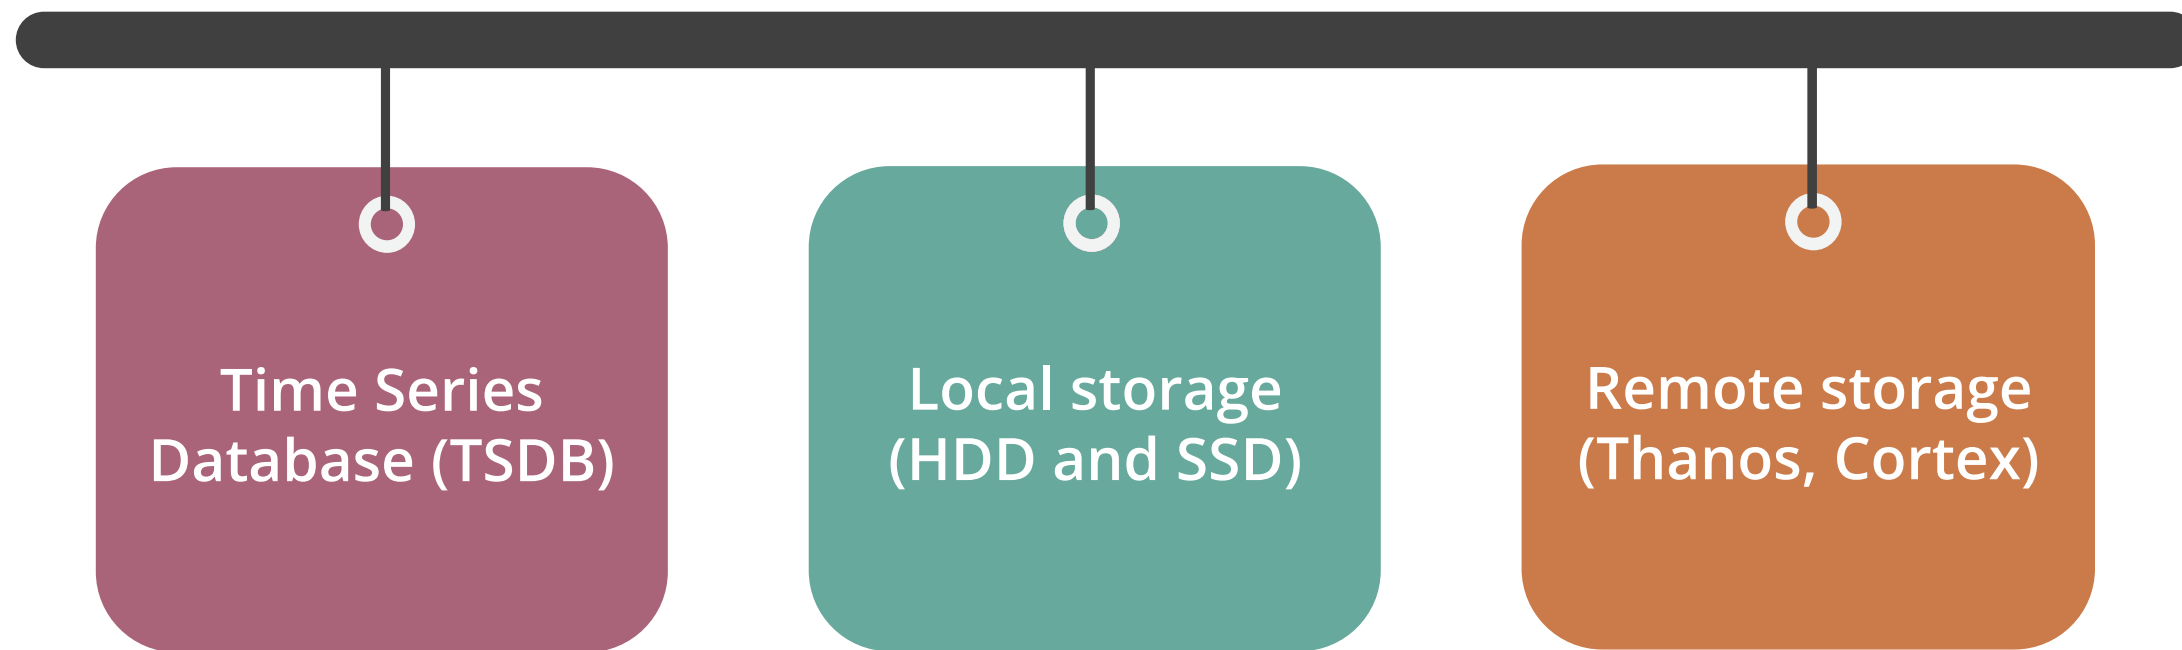 Time Series
Database (TSDB)
Local storage
(HDD and SSD)
Remote storage
(Thanos, Cortex)